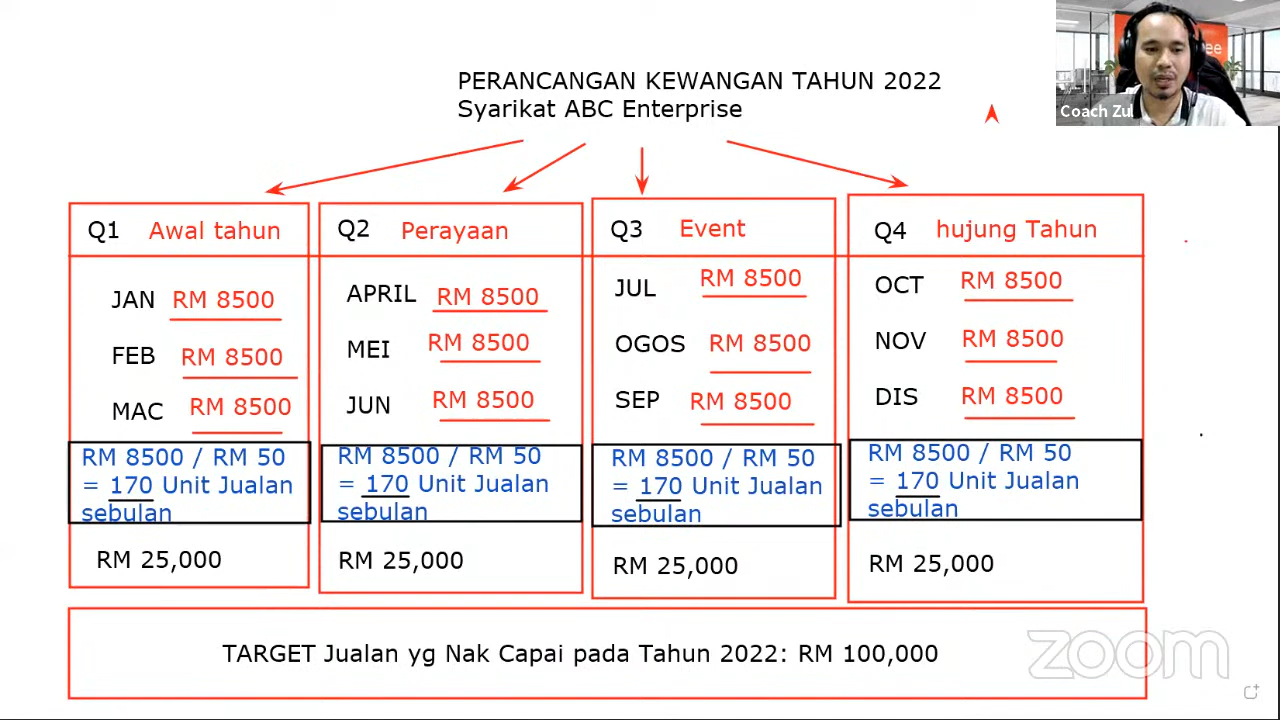 PERANCANGAN KEWANGAN TAHUN 2022
Syarikat ABC Enterprise
Coach Zul
Q1 Awal tahun
JAN RM 8500
FEB RM 8500
MAC RM 8500
RM 8500 / RM 50
= 170 Unit Jualan
sebulan
RM 25,000
Q2 Perayaan
APRIL RM 8500
MEI RM 8500
JUN RM 8500
RM 8500 / RM 50
= 170 Unit Jualan
sebulan
RM 25,000
Q3 Event
JUL RM 8500
OGOS RM 8500
SEP RM 8500
RM 8500 / RM 50
= 170 Unit Jualan
sebulan
RM 25,000
Q4 hujung Tahun
OCT RM 8500
NOV RM 8500
DIS RM 8500
RM 8500 / RM 50
= 170 Unit Jualan
sebulan
RM 25,000
TARGET Jualan yg Nak Capai pada Tahun 2022: RM 100,000
zoom